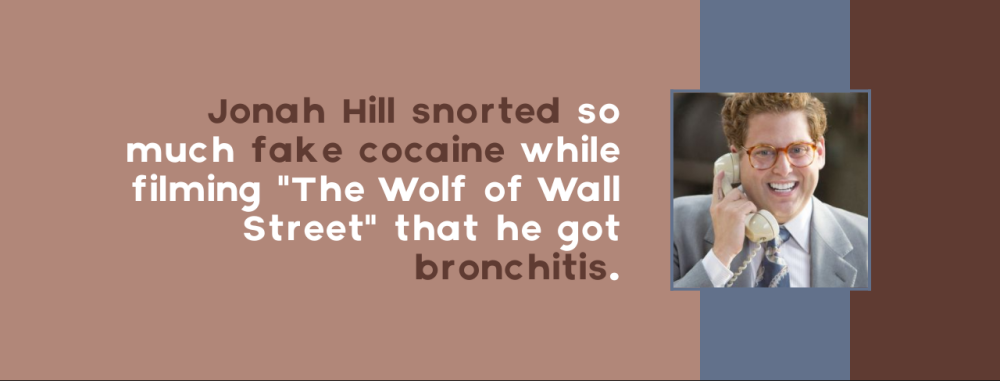 Jonah Hill snorted so
much fake cocaine while
filming "The Wolf of Wall
Street" that he got
bronchitis.